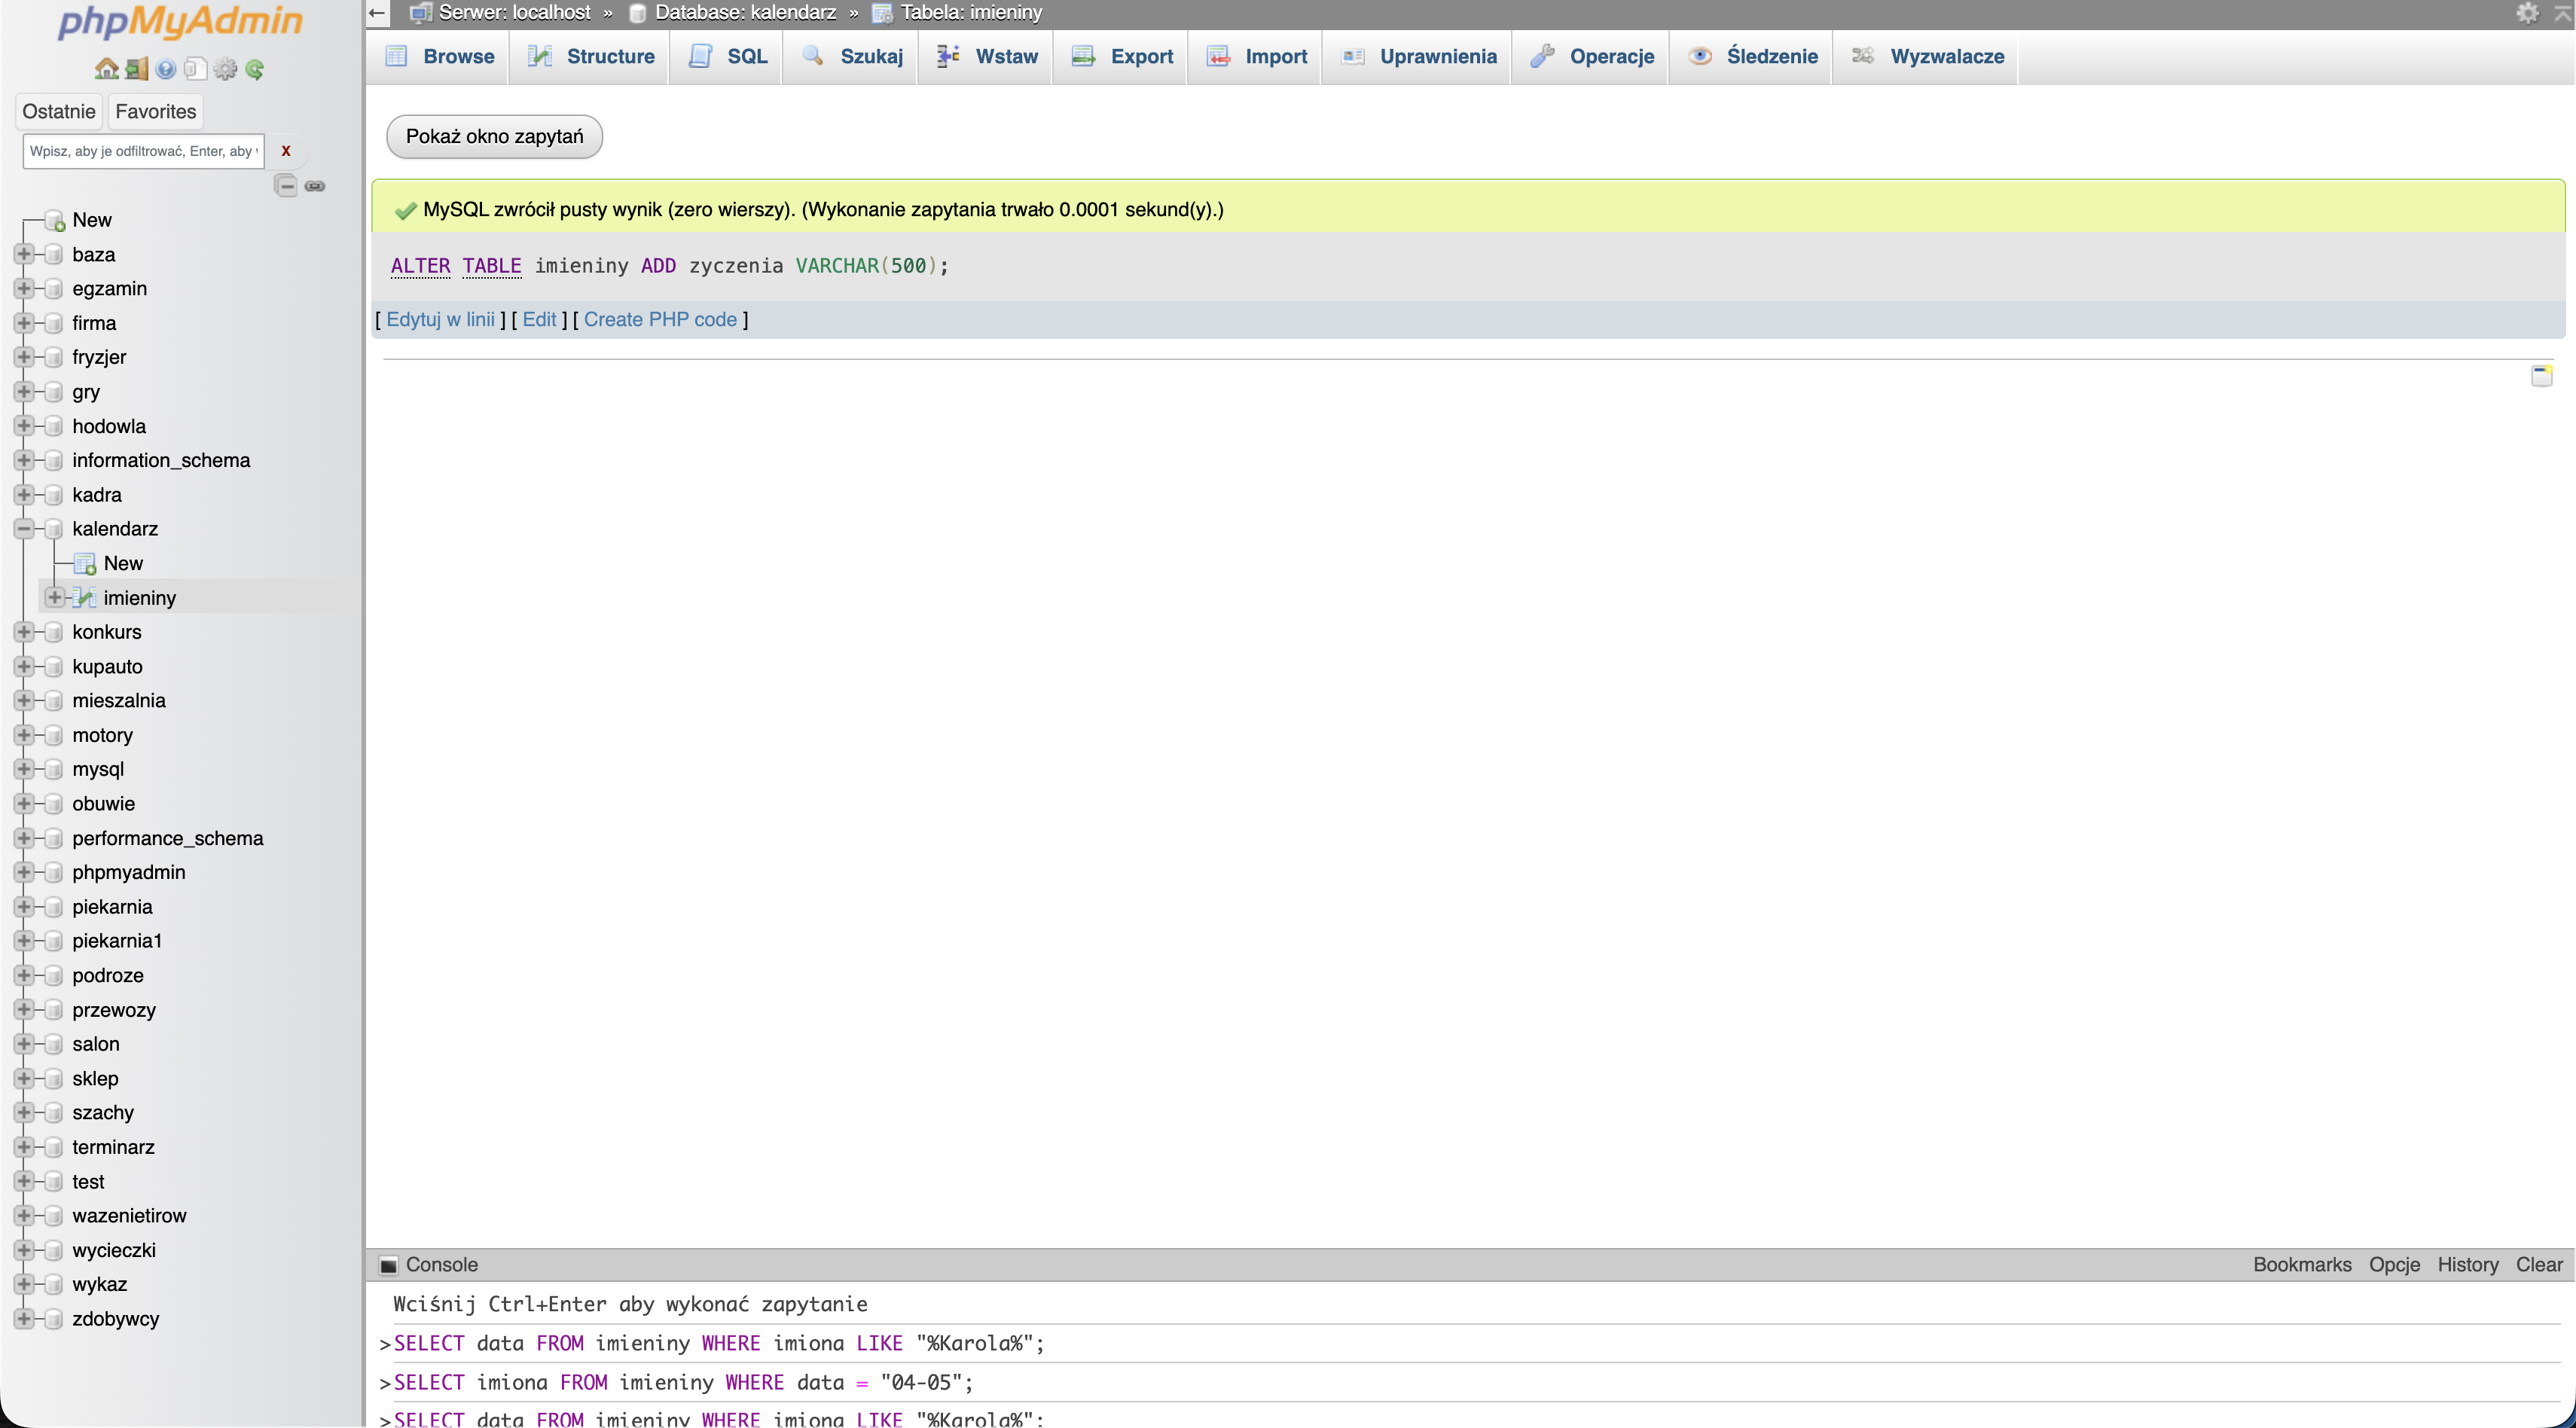 phpMyAdmin
Ostatnie Favorites
Wpisz, aby je odfiltrować, Enter, aby X
New
baza
egzamin
firma
fryzjer
gry
hodowla
information_schema
kadra
kalendarz
New
imieniny
konkurs
kupauto
mieszalnia
motory
mysql
obuwie
performance_schema
phpmyadmin
piekarnia
piekarnia1
podroze
przewozy
salon
sklep
szachy
terminarz
test
wazenietirow
wycieczki
wykaz
zdobywcy
Serwer: localhost » Database: kalendarz » Tabela: imieniny
Browse Structure SQL Szukaj Wstaw Export Import Uprawnienia Operacje Śledzenie Wyzwalacze
Pokaż okno zapytań
MySQL zwrócił pusty wynik (zero wierszy). (Wykonanie zapytania trwało 0.0001 sekund(y).)
ALTER TABLE imieniny ADD zyczenia VARCHAR(500);
[ Edytuj w linii ] [ Edit ] [ Create PHP code ]
Console Bookmarks Opcje History Clear
Wciśnij Ctrl+Enter aby wykonać zapytanie
>SELECT data FROM imieniny WHERE imiona LIKE "%Karola%";
>SELECT imiona FROM imieniny WHERE data = "04-05";
>SELECT data FROM imieniny WHERE imiona LIKE "%Karola%";